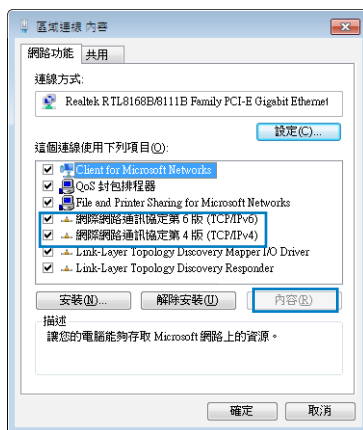 區域連線 內容
網路功能 共用
連線方式:
Realtek RTL8168B/8111B Family PCI-E Gigabit Ethernet
設定(C)...
這個連線使用下列項目(O):
Client for Microsoft Networks
QoS 封包排程器
File and Printer Sharing for Microsoft Networks
網際網路通訊協定第 6 版 (TCP/IPv6)
網際網路通訊協定第 4 版 (TCP/IPv4)
Link-Layer Topology Discovery Mapper I/O Driver
Link-Layer Topology Discovery Responder
安裝(N)... 解除安裝(U) 內容(R)
描述
讓您的電腦能夠存取 Microsoft 網路上的資源。
確定 取消